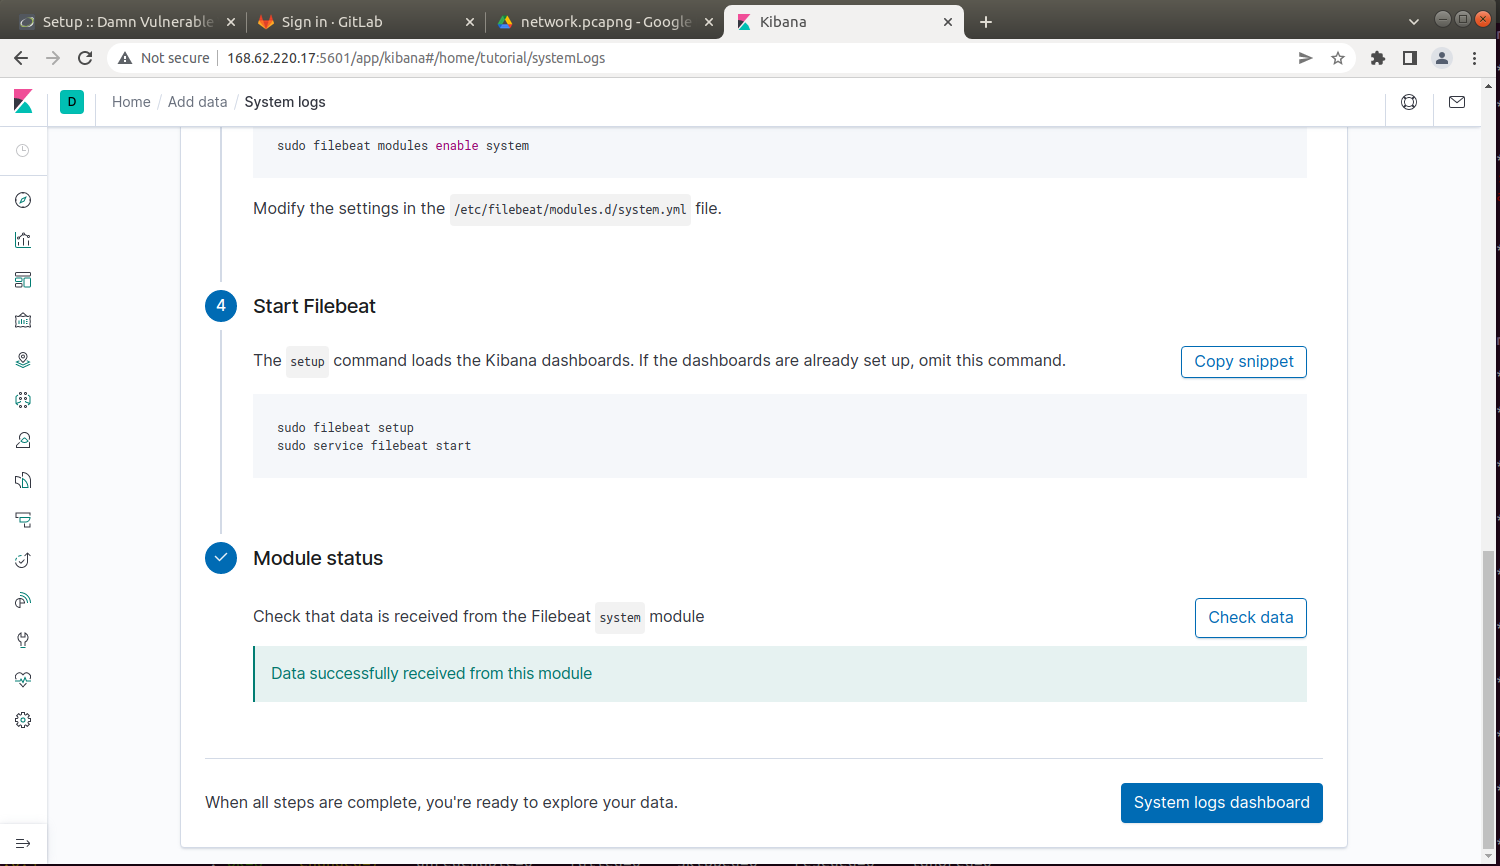 Setup :: Damn Vulnerable
Sign in · GitLab
network.pcapng - Google
Kibana
Not secure
168.62.220.17:5601/app/kibana#/home/tutorial/systemLogs
D
Home / Add data / System logs
sudo filebeat modules enable system
Modify the settings in the /etc/filebeat/modules.d/system.yml file.
4
Start Filebeat
The setup command loads the Kibana dashboards. If the dashboards are already set up, omit this command.
Copy snippet
sudo filebeat setup
sudo service filebeat start
Module status
Check that data is received from the Filebeat system module
Check data
Data successfully received from this module
When all steps are complete, you're ready to explore your data.
System logs dashboard